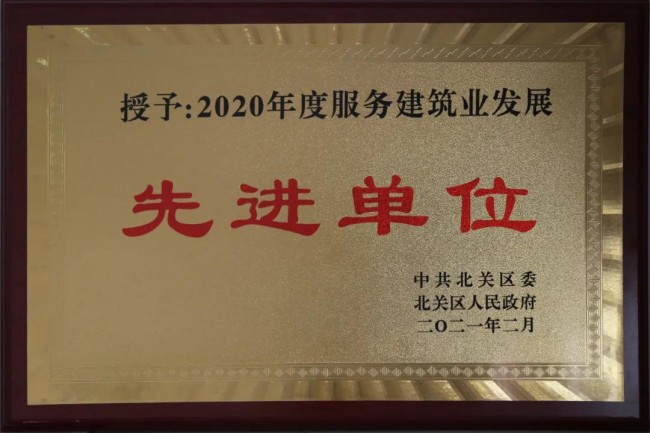 授予:2020年度服务建筑业发展
先进单位
中共北关区委
北关区人民政府
二〇二一年二月